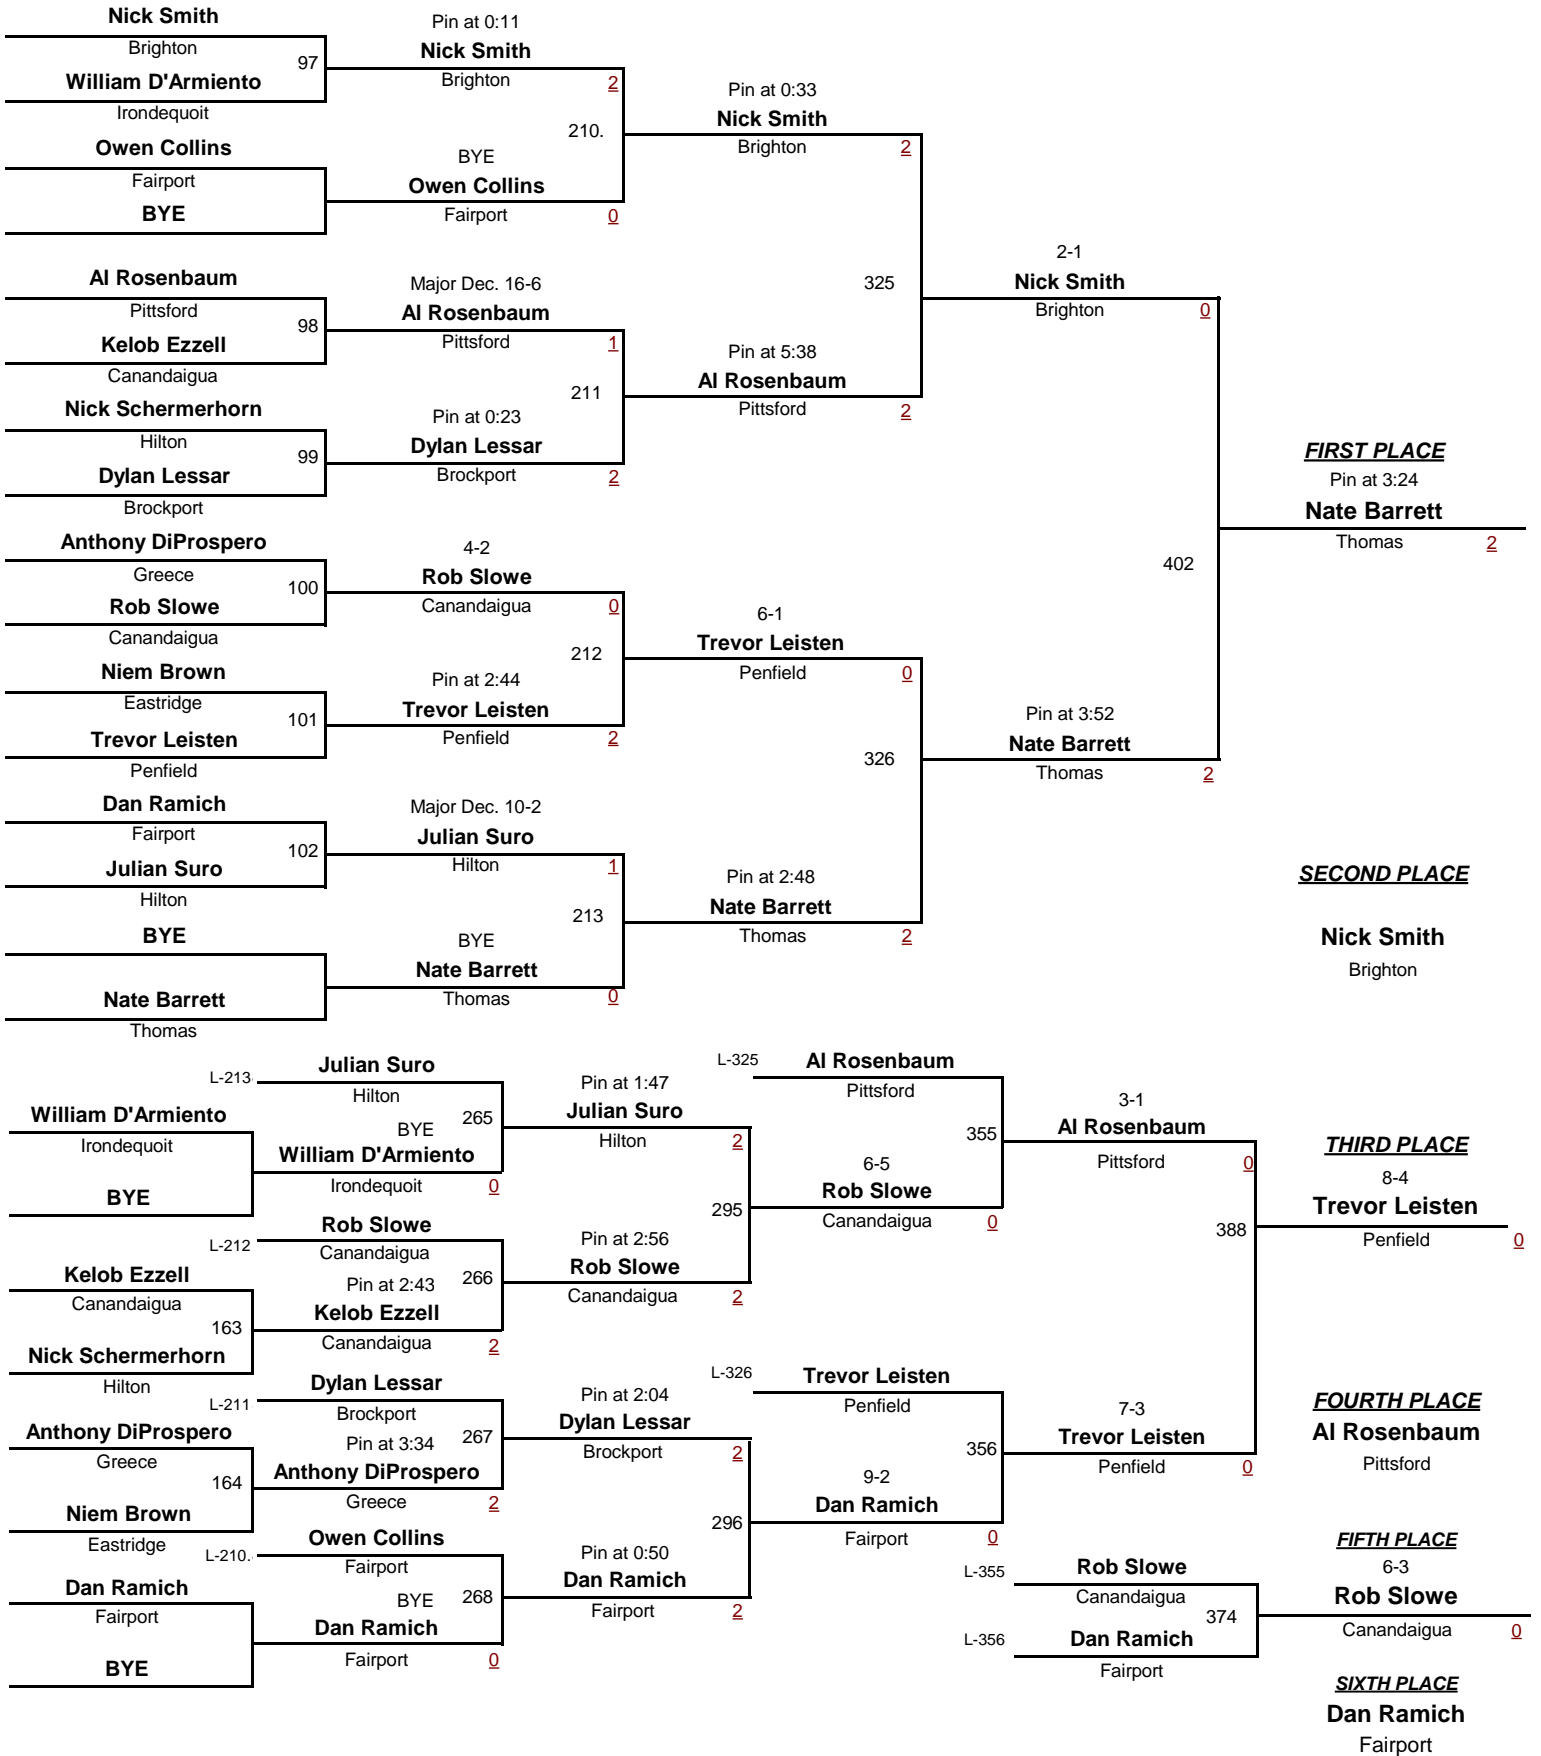 Nick Smith
Brighton
97
William D'Armiento
Irondequoit
Owen Collins
Fairport
BYE
Al Rosenbaum
Pittsford
98
Kelob Ezzell
Canandaigua
Nick Schermerhorn
Hilton
99
Dylan Lessar
Brockport
Anthony DiProspero
Greece
100
Rob Slowe
Canandaigua
Niem Brown
Eastridge
101
Trevor Leisten
Penfield
Dan Ramich
Fairport
102
Julian Suro
Hilton
BYE
Nate Barrett
Thomas
Pin at 0:11
Nick Smith
Brighton
2
210.
BYE
Owen Collins
Fairport
0
Major Dec. 16-6
Al Rosenbaum
Pittsford
1
211
Pin at 0:23
Dylan Lessar
Brockport
2
4-2
Rob Slowe
Canandaigua
0
212
Pin at 2:44
Trevor Leisten
Penfield
2
Major Dec. 10-2
Julian Suro
Hilton
1
213
BYE
Nate Barrett
Thomas
0
Pin at 0:33
Nick Smith
Brighton
2
325
Pin at 5:38
Al Rosenbaum
Pittsford
2
6-1
Trevor Leisten
Penfield
0
326
Pin at 2:48
Nate Barrett
Thomas
2
2-1
Nick Smith
Brighton
0
402
Pin at 3:52
Nate Barrett
Thomas
2
FIRST PLACE
Pin at 3:24
Nate Barrett
Thomas
2
SECOND PLACE
Nick Smith
Brighton
L-213.
Julian Suro
Hilton
265
William D'Armiento
Irondequoit
BYE
BYE
William D'Armiento
Irondequoit
0
L-212
Rob Slowe
Canandaigua
266
Kelob Ezzell
Canandaigua
163
Nick Schermerhorn
Hilton
Pin at 2:43
Kelob Ezzell
Canandaigua
2
L-211
Dylan Lessar
Brockport
267
Anthony DiProspero
Greece
164
Niem Brown
Eastridge
Pin at 3:34
Anthony DiProspero
Greece
2
L-210.
Owen Collins
Fairport
268
Dan Ramich
Fairport
BYE
BYE
Dan Ramich
Fairport
0
Pin at 1:47
Julian Suro
Hilton
2
295
Pin at 2:56
Rob Slowe
Canandaigua
2
Pin at 2:04
Dylan Lessar
Brockport
2
296
Pin at 0:50
Dan Ramich
Fairport
2
L-325
Al Rosenbaum
Pittsford
355
6-5
Rob Slowe
Canandaigua
0
L-326
Trevor Leisten
Penfield
356
9-2
Dan Ramich
Fairport
0
3-1
Al Rosenbaum
Pittsford
0
388
7-3
Trevor Leisten
Penfield
0
THIRD PLACE
8-4
Trevor Leisten
Penfield
0
FOURTH PLACE
Al Rosenbaum
Pittsford
L-355
Rob Slowe
Canandaigua
374
L-356
Dan Ramich
Fairport
FIFTH PLACE
6-3
Rob Slowe
Canandaigua
0
SIXTH PLACE
Dan Ramich
Fairport